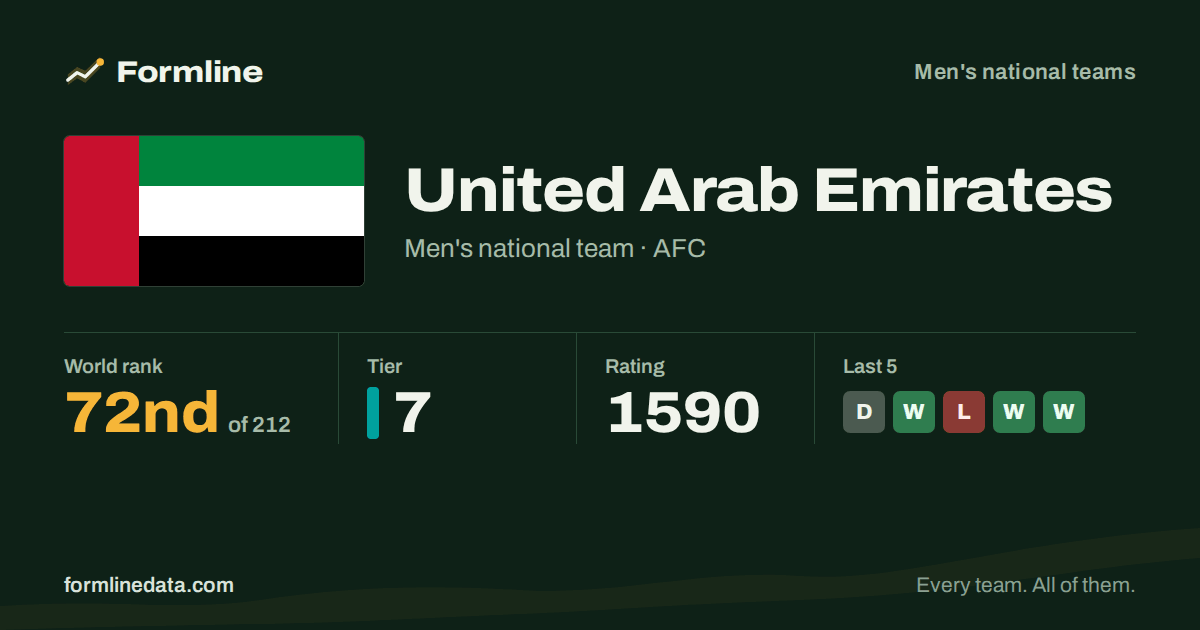 Formline
Men's national teams
United Arab Emirates
Men's national team · AFC
World rank
72nd of 212
Tier
7
Rating
1590
Last 5
D W L W W
formlinedata.com
Every team. All of them.